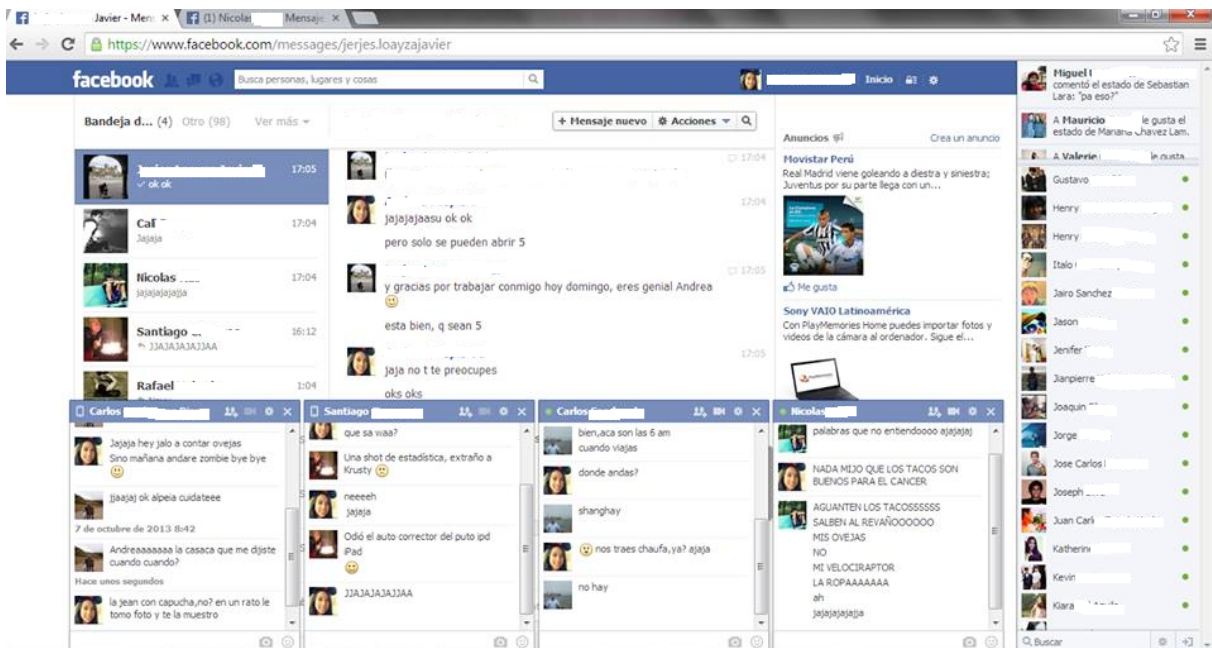 Javier - Men:
(1) Nicolas Mensaje
https://www.facebook.com/messages/jerjes.loayzajavier
facebook
Busca personas, lugares y cosas
Inicio
Bandeja d... (4) Otro (98) Ver más
+ Mensaje nuevo Acciones
17:05
ok ok
Cali
17:04
Jajaja
Nicolas
17:04
jajajajajajja
Santiago
16:12
JJAJAJAJAJJAA
Rafael
1:04
17:04
17:04
jajajajaasu ok ok
pero solo se pueden abrir 5
17:05
y gracias por trabajar conmigo hoy domingo, eres genial Andrea
esta bien, q sean 5
17:05
jaja no t te preocupes
oks oks
Anuncios Crea un anuncio
Movistar Perú
Real Madrid viene goleando a diestra y siniestra;
Juventus por su parte llega con un...
Me gusta
Sony VAIO Latinoamérica
Con PlayMemories Home puedes importar fotos y
videos de la cámara al ordenador. Sigue el...
Miguel
comentó el estado de Sebastian
Lara: "pa eso?"
A Mauricio le gusta el
estado de Mariana Chavez Lam.
A Valerie le gusta
Gustavo
Henry
Henry
Italo
Jairo Sanchez
Jason
Jenifer
Jianpierre
Joaquin
Jorge
Jose Carlos
Joseph
Juan Carl
Katherine
Kevin
Kiara
Buscar
Carlos
Jajaja hey jalo a contar ovejas
Sino mañana andare zombie bye bye
jjaajaj ok alpeia cuidateee
7 de octubre de 2013 8:42
Andreaaaaaaa la casaca que me dijiste
cuando cuando?
Hace unos segundos
la jean con capucha,no? en un rato le
tomo foto y te la muestro
Santiago
que sa waa?
Una shot de estadística, extraño a
Krusty
neeeeh
jajaja
Odió el auto corrector del puto ipd
iPad
JJAJAJAJAJJAA
Carlos
bien,aca son las 6 am
cuando viajas
donde andas?
shanghay
nos traes chaufa,ya? ajaja
no hay
Nicolas
palabras que no entiendoooo ajajajaj
NADA MIJO QUE LOS TACOS SON
BUENOS PARA EL CANCER
AGUANTEN LOS TACOSSSSSS
SALBEN AL REVAÑOOOOOO
MIS OVEJAS
NO
MI VELOCIRAPTOR
LA ROPAAAAAAA
ah
jajajajajajja